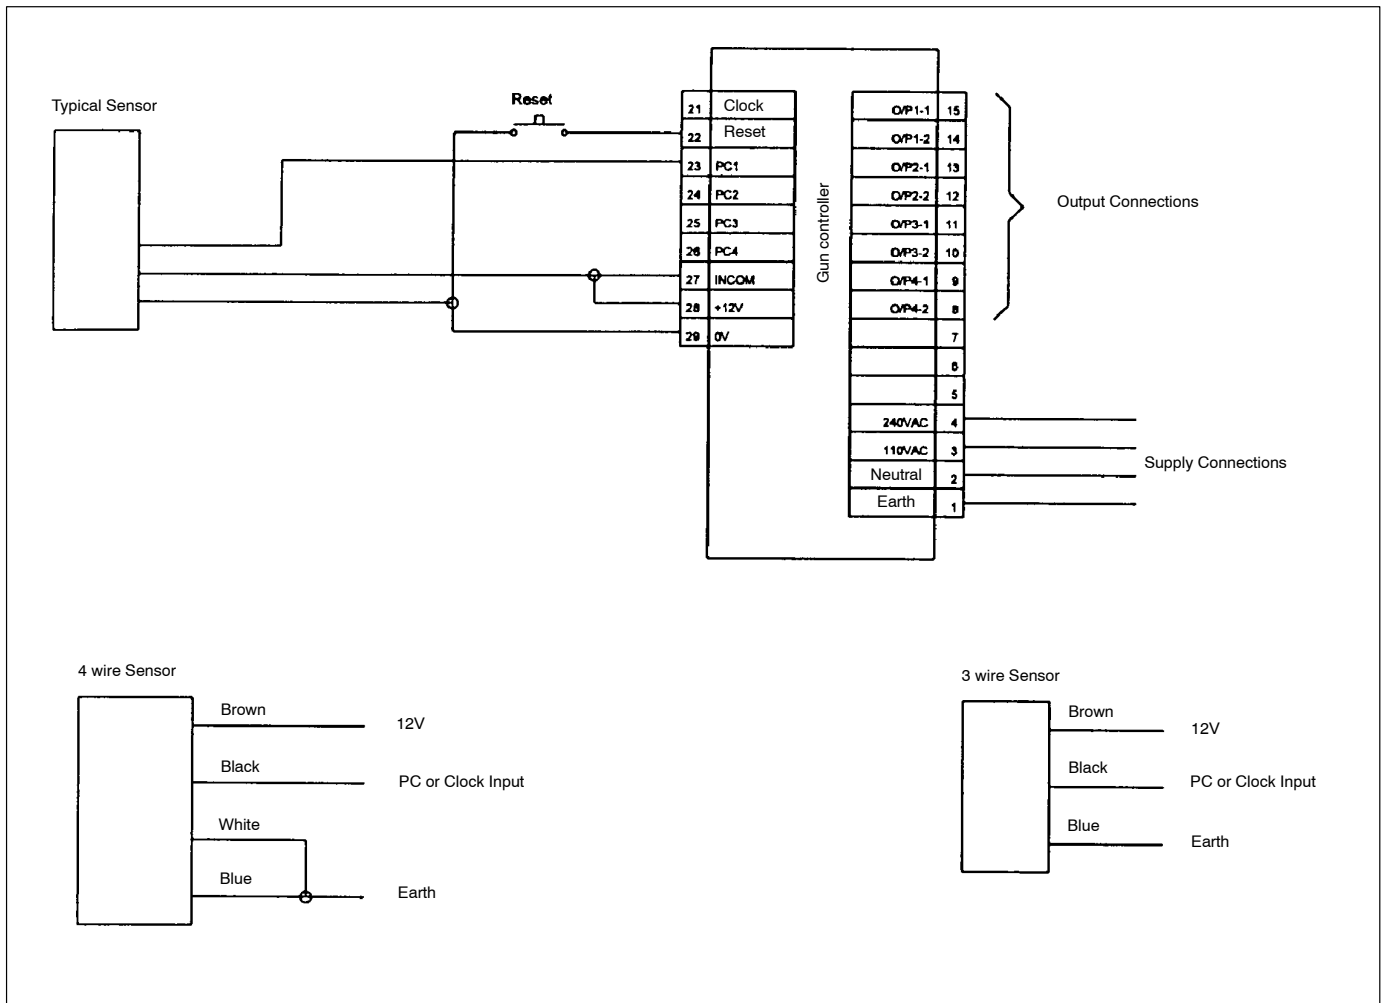 Typical Sensor
Reset
21 Clock
22 Reset
23 PC1
24 PC2
25 PC3
26 PC4
27 INCOM
28 +12V
29 0V
Gun controller
O/P1-1 15
O/P1-2 14
O/P2-1 13
O/P2-2 12
O/P3-1 11
O/P3-2 10
O/P4-1 9
O/P4-2 8
7
6
5
240VAC 4
110VAC 3
Neutral 2
Earth 1
Output Connections
Supply Connections
4 wire Sensor
Brown 12V
Black PC or Clock Input
White
Blue Earth
3 wire Sensor
Brown 12V
Black PC or Clock Input
Blue Earth